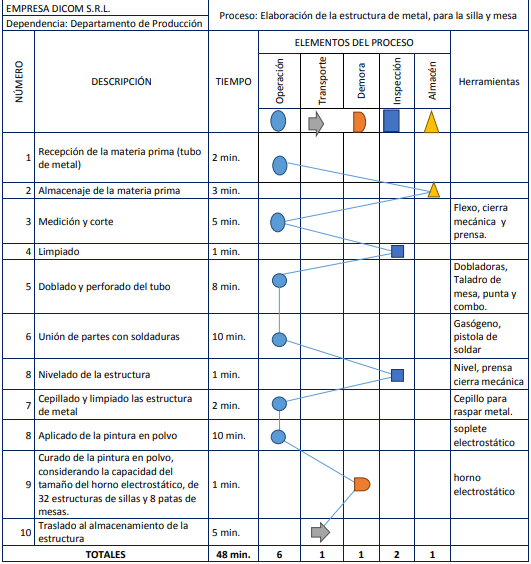 EMPRESA DICOM S.R.L.
Dependencia: Departamento de Producción
Proceso: Elaboración de la estructura de metal, para la silla y mesa
NÚMERO
DESCRIPCIÓN
TIEMPO
ELEMENTOS DEL PROCESO
Operación
Transporte
Demora
Inspección
Almacén
Herramientas
1 Recepción de la materia prima (tubo
de metal) 2 min.
2 Almacenaje de la materia prima 3 min.
3 Medición y corte 5 min.
Flexo, cierra
mecánica y
prensa.
4 Limpiado 1 min.
5 Doblado y perforado del tubo 8 min.
Dobladoras,
Taladro de
mesa, punta y
combo.
6 Unión de partes con soldaduras 10 min.
Gasógeno,
pistola de
soldar
8 Nivelado de la estructura 1 min.
Nivel, prensa
cierra mecánica
7 Cepillado y limpiado las estructura
de metal 2 min.
Cepillo para
raspar metal.
8 Aplicado de la pintura en polvo 10 min.
soplete
electrostático
9 Curado de la pintura en polvo,
considerando la capacidad del
tamaño del horno electrostático, de
32 estructuras de sillas y 8 patas de
mesas. 1 min.
horno
electrostático
10 Traslado al almacenamiento de la
estructura 5 min.
TOTALES 48 min. 6 1 1 2 1